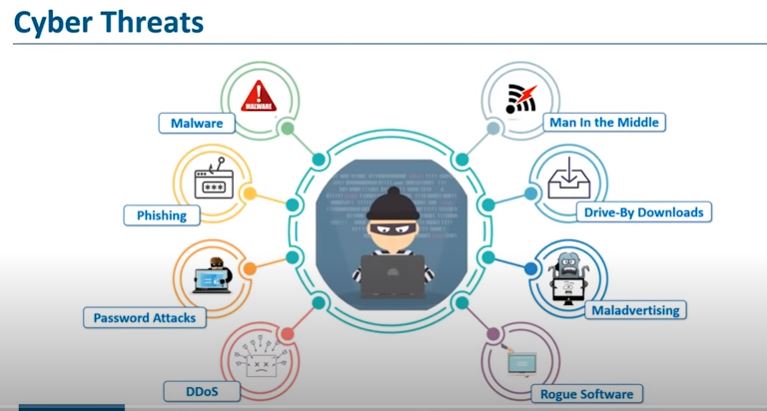 Cyber Threats
MALWARE
Malware
Man In the Middle
Phishing
Drive-By Downloads
Password Attacks
Maladvertising
DDoS
Rogue Software